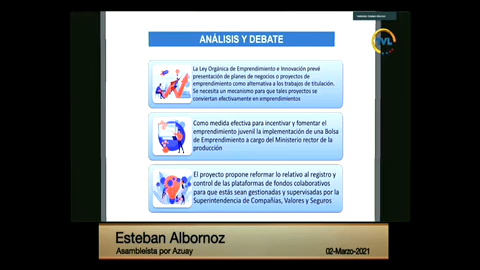 ANÁLISIS Y DEBATE
La Ley Orgánica de Emprendimiento e Innovación prevé
presentación de planes de negocios o proyectos de
emprendimiento como alternativa a los trabajos de titulación.
Se necesita un mecanismo para que tales proyectos se
conviertan efectivamente en emprendimientos
Como medida efectiva para incentivar y fomentar el
emprendimiento juvenil la implementación de una Bolsa
de Emprendimiento a cargo del Ministerio rector de la
producción
El proyecto propone reformar lo relativo al registro y
control de las plataformas de fondos colaborativos
para que estás sean gestionadas y supervisadas por la
Superintendencia de Compañías, Valores y Seguros
Esteban Albornoz
Asambleísta por Azuay
02-Marzo-2021